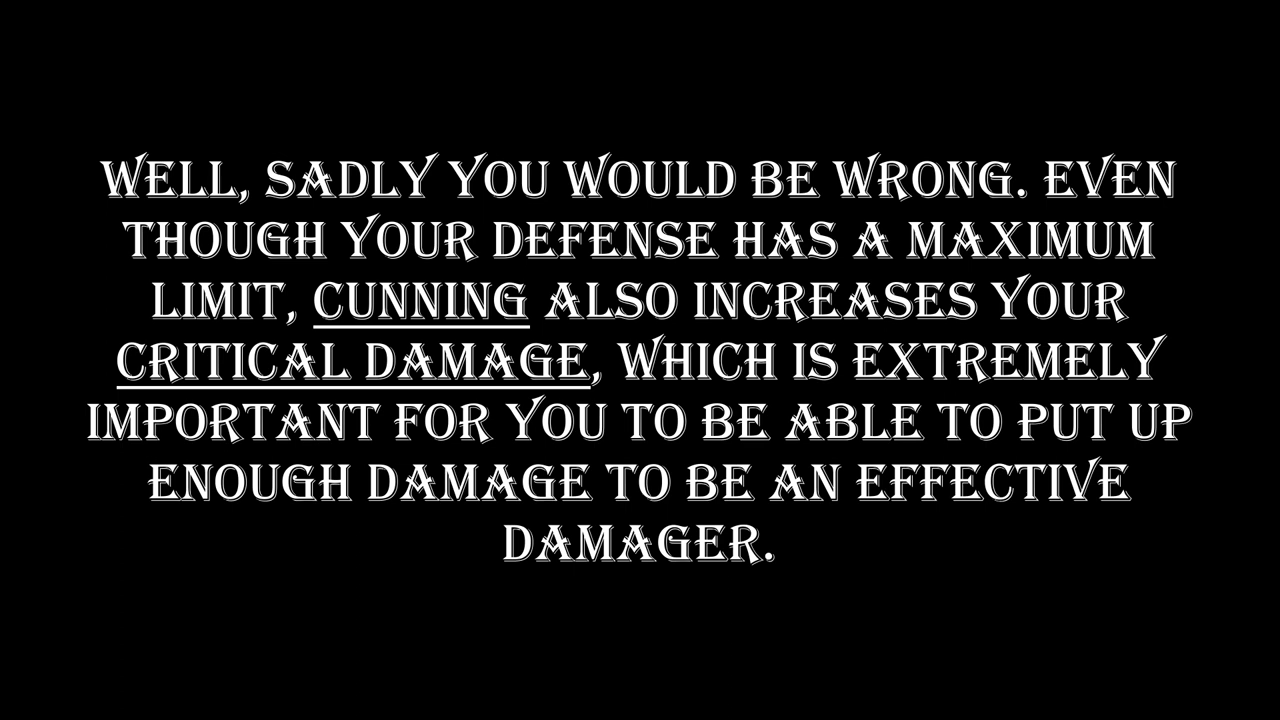 WELL, SADLY YOU WOULD BE WRONG. EVEN
THOUGH YOUR DEFENSE HAS A MAXIMUM
LIMIT, CUNNING ALSO INCREASES YOUR
CRITICAL DAMAGE, WHICH IS EXTREMELY
IMPORTANT FOR YOU TO BE ABLE TO PUT UP
ENOUGH DAMAGE TO BE AN EFFECTIVE
DAMAGER.